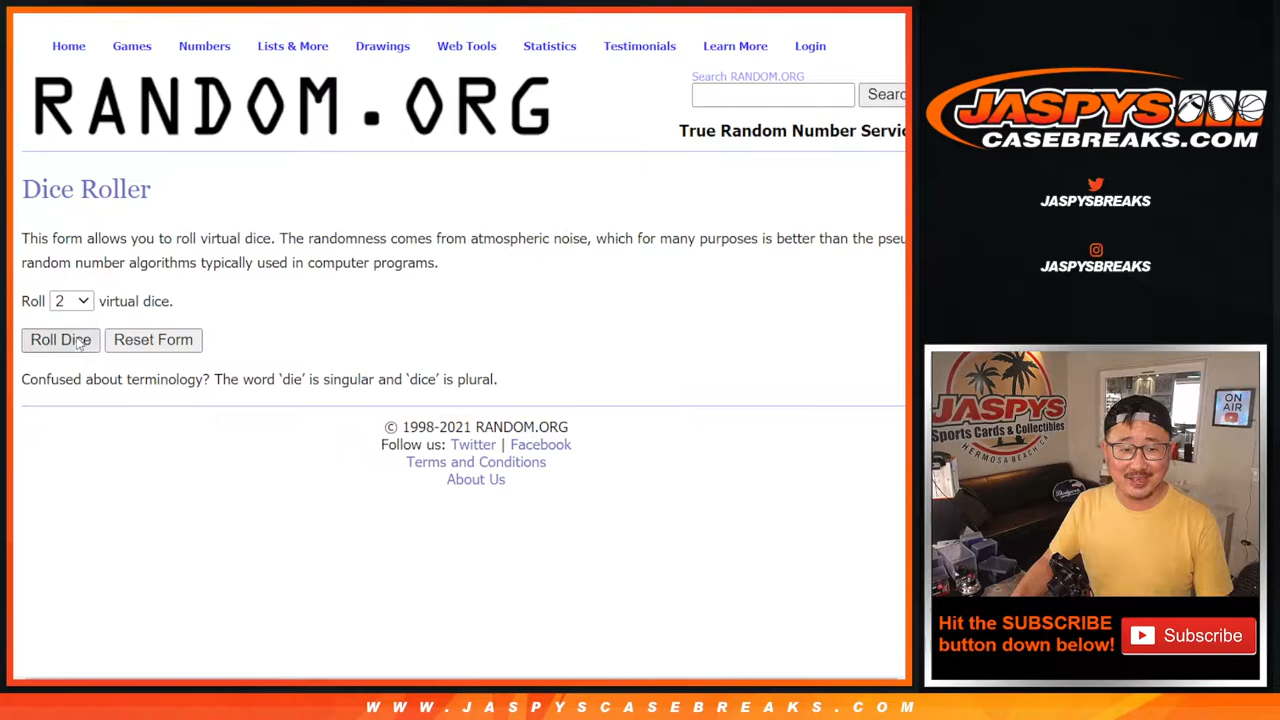 Home Games Numbers Lists & More Drawings Web Tools Statistics Testimonials Learn More Login
RANDOM.ORG
Search RANDOM.ORG
Searc
True Random Number Servic
Dice Roller
This form allows you to roll virtual dice. The randomness comes from atmospheric noise, which for many purposes is better than the pseu
random number algorithms typically used in computer programs.
Roll 2 virtual dice.
Roll Dice Reset Form
Confused about terminology? The word ‘die’ is singular and ‘dice’ is plural.
© 1998-2021 RANDOM.ORG
Follow us: Twitter | Facebook
Terms and Conditions
About Us
JASPYS
CASEBREAKS.COM
JASPYSBREAKS
JASPYSBREAKS
JASPYS
Sports Cards & Collectibles
HERMOSA BEACH CA
ON
AIR
Dodgers
Hit the SUBSCRIBE
button down below!
Subscribe
WWW.JASPYSCASEBREAKS.COM